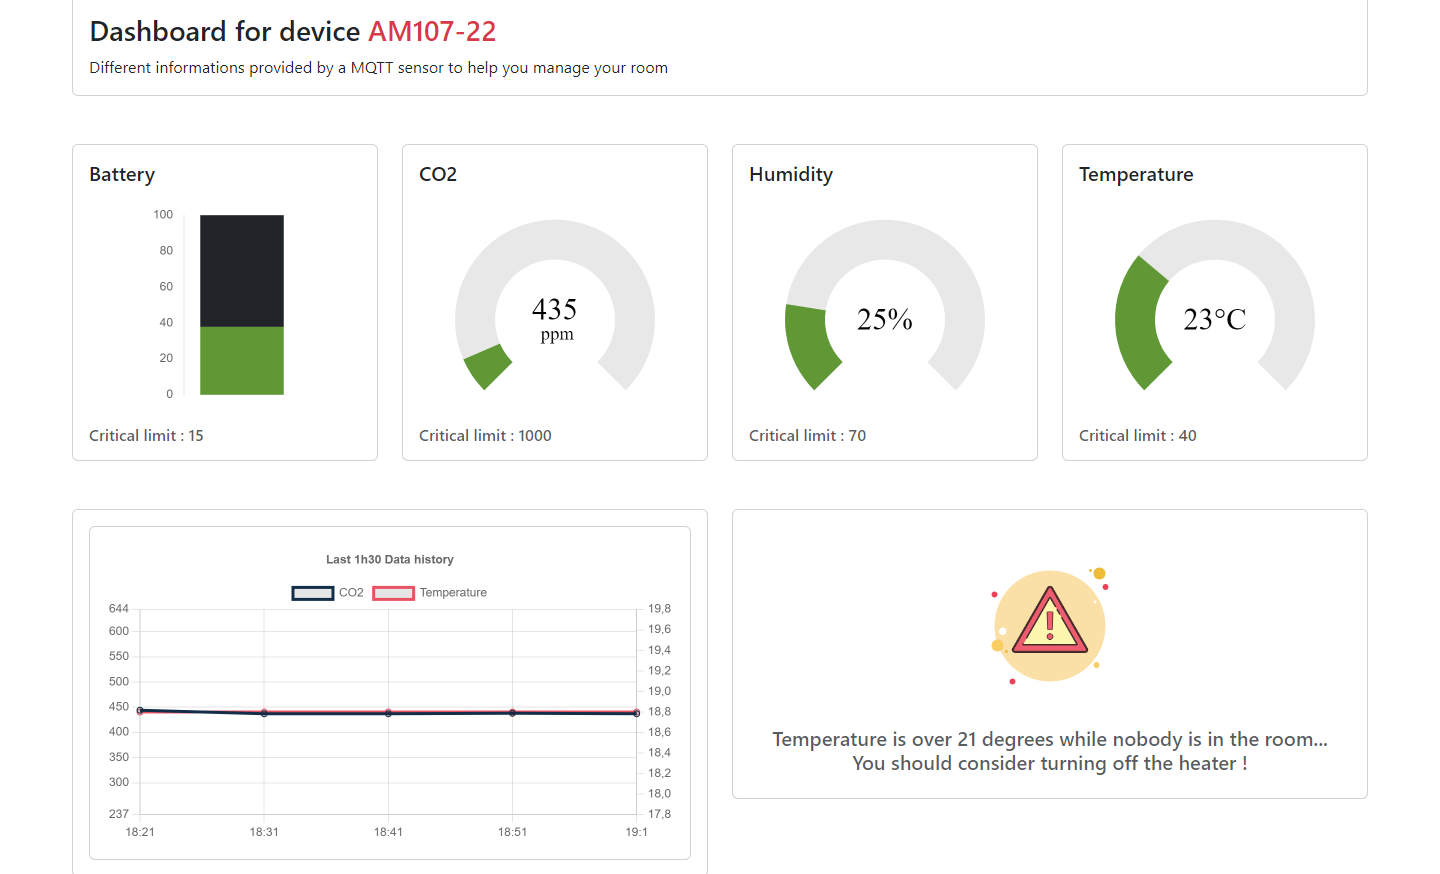 Dashboard for device AM107-22
Different informations provided by a MQTT sensor to help you manage your room
Battery
100
80
60
40
20
0
Critical limit : 15
CO2
435
ppm
Critical limit : 1000
Humidity
25%
Critical limit : 70
Temperature
23°C
Critical limit : 40
Last 1h30 Data history
CO2 Temperature
644
600
550
500
450
400
350
300
237
19,8
19,6
19,4
19,2
19,0
18,8
18,6
18,4
18,2
18,0
17,8
18:21 18:31 18:41 18:51 19:1
Temperature is over 21 degrees while nobody is in the room...
You should consider turning off the heater !